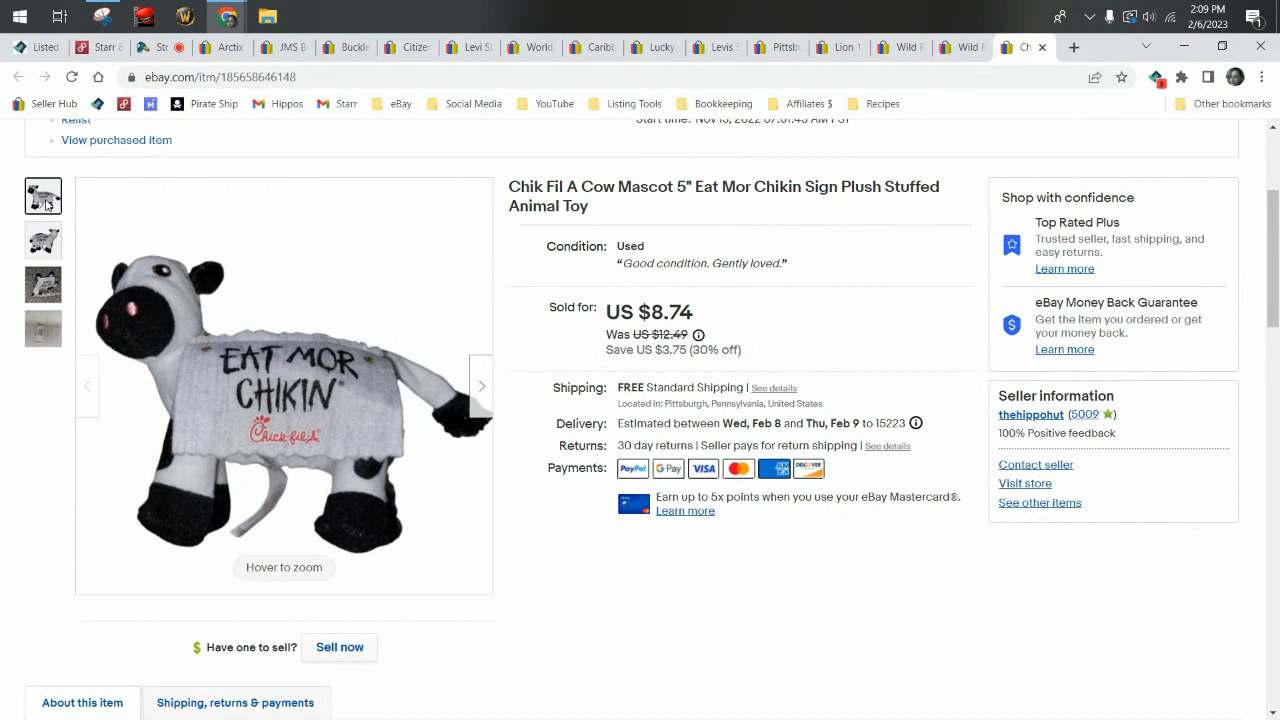 2:09 PM
2/6/2023
Listed
Starr &
Str
Arctic
JMS B
Buckle
Citizer
Levi St
World
Caribb
Lucky
Levis S
Pittsb
Lion 1
Wild R
Wild R
Ch
ebay.com/itm/185658646148
Seller Hub
Pirate Ship
Hippos
Starr
eBay
Social Media
YouTube
Listing Tools
Bookkeeping
Affiliates $
Recipes
Other bookmarks
Relist
View purchased item
Chik Fil A Cow Mascot 5" Eat Mor Chikin Sign Plush Stuffed
Animal Toy
Condition: Used
"Good condition. Gently loved."
Sold for: US $8.74
Was US $12.49
Save US $3.75 (30% off)
Shipping: FREE Standard Shipping | See details
Located in: Pittsburgh, Pennsylvania, United States
Delivery: Estimated between Wed, Feb 8 and Thu, Feb 9 to 15223
Returns: 30 day returns | Seller pays for return shipping | See details
Payments: PayPal G Pay VISA DISCOVER
Earn up to 5x points when you use your eBay Mastercard®.
Learn more
Shop with confidence
Top Rated Plus
Trusted seller, fast shipping, and
easy returns.
Learn more
eBay Money Back Guarantee
Get the item you ordered or get
your money back.
Learn more
Seller information
thehippohut (5009)
100% Positive feedback
Contact seller
Visit store
See other items
EAT MOR
CHIKIN®
Chick-fil-A
Hover to zoom
Have one to sell? Sell now
About this item
Shipping, returns & payments